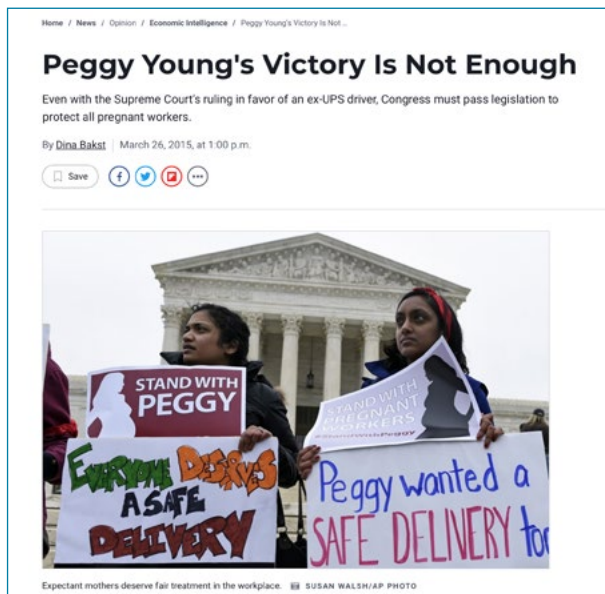 Home / News / Opinion / Economic Intelligence / Peggy Young's Victory Is Not ...
Peggy Young's Victory Is Not Enough
Even with the Supreme Court's ruling in favor of an ex-UPS driver, Congress must pass legislation to
protect all pregnant workers.
By Dina Bakst | March 26, 2015, at 1:00 p.m.
Save
STAND WITH
PEGGY
STAND WITH
PREGNANT
WORKERS
#StandWithPeggy
EVERYONE DESERVES
A SAFE
DELIVERY
Peggy wanted a
SAFE DELIVERY too
Expectant mothers deserve fair treatment in the workplace. SUSAN WALSH/AP PHOTO